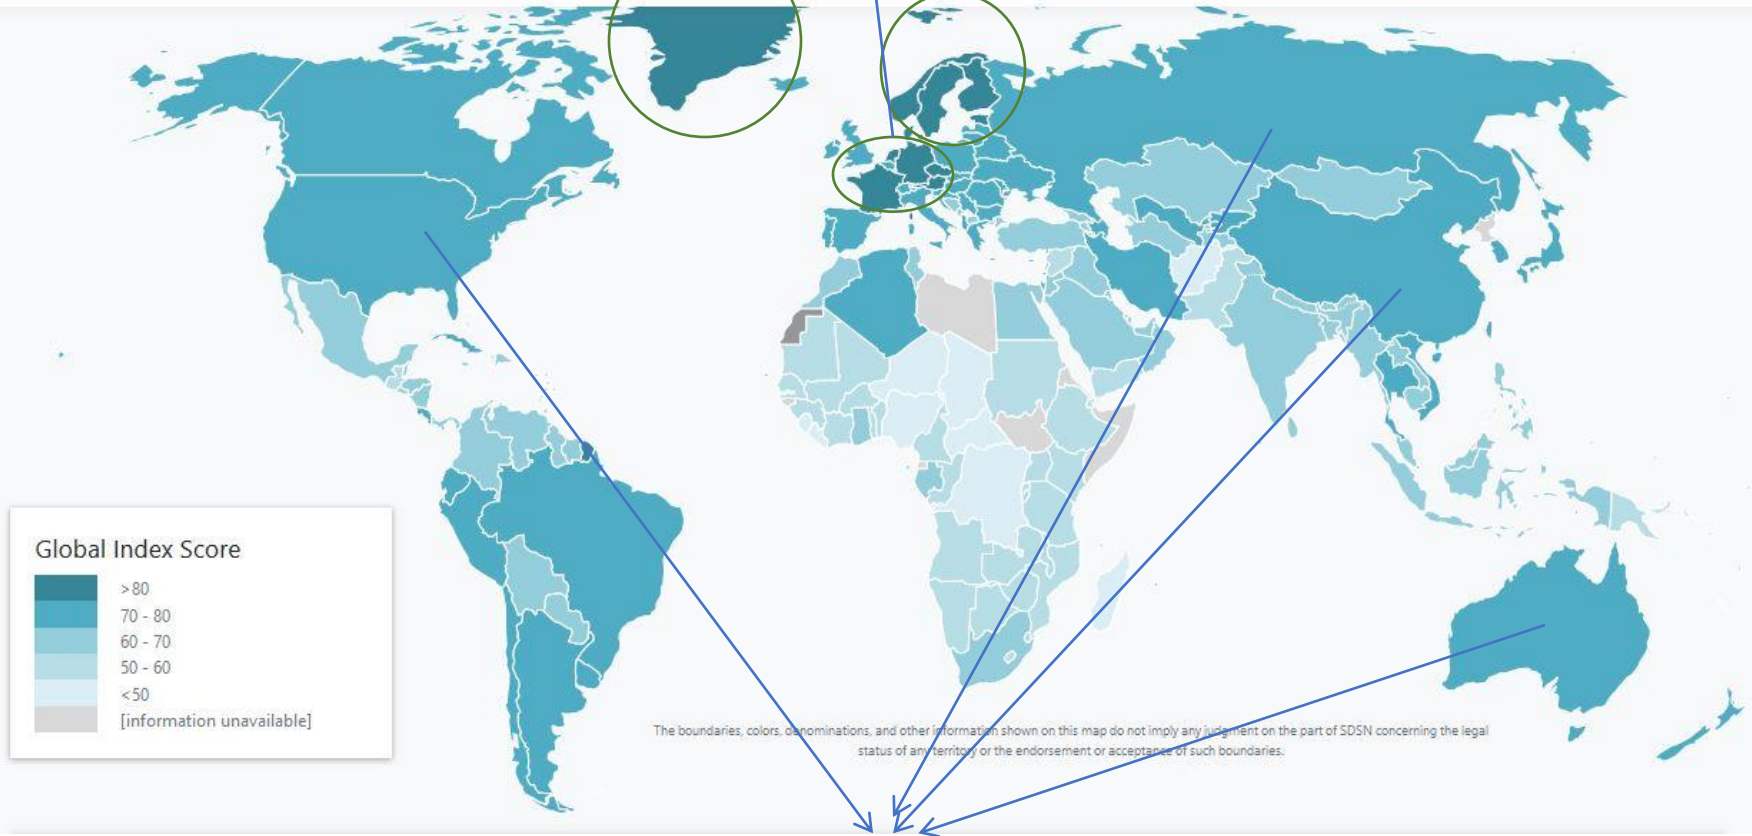 Global Index Score
>80
70 - 80
60 - 70
50 - 60
<50
[information unavailable]
The boundaries, colors, denominations, and other information shown on this map do not imply any judgment on the part of SDSN concerning the legal
status of any territory or the endorsement or acceptance of such boundaries.